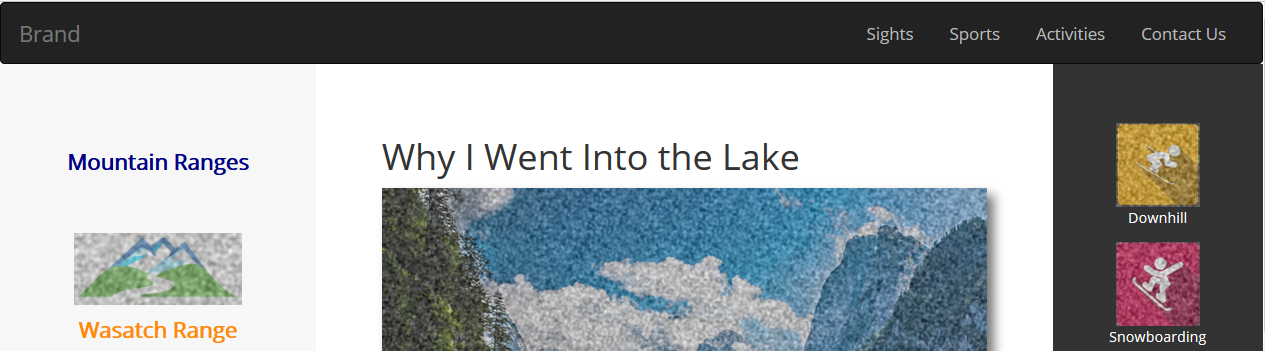 Brand
Sights
Sports
Activities
Contact Us
Mountain Ranges
Wasatch Range
Why I Went Into the Lake
Downhill
Snowboarding